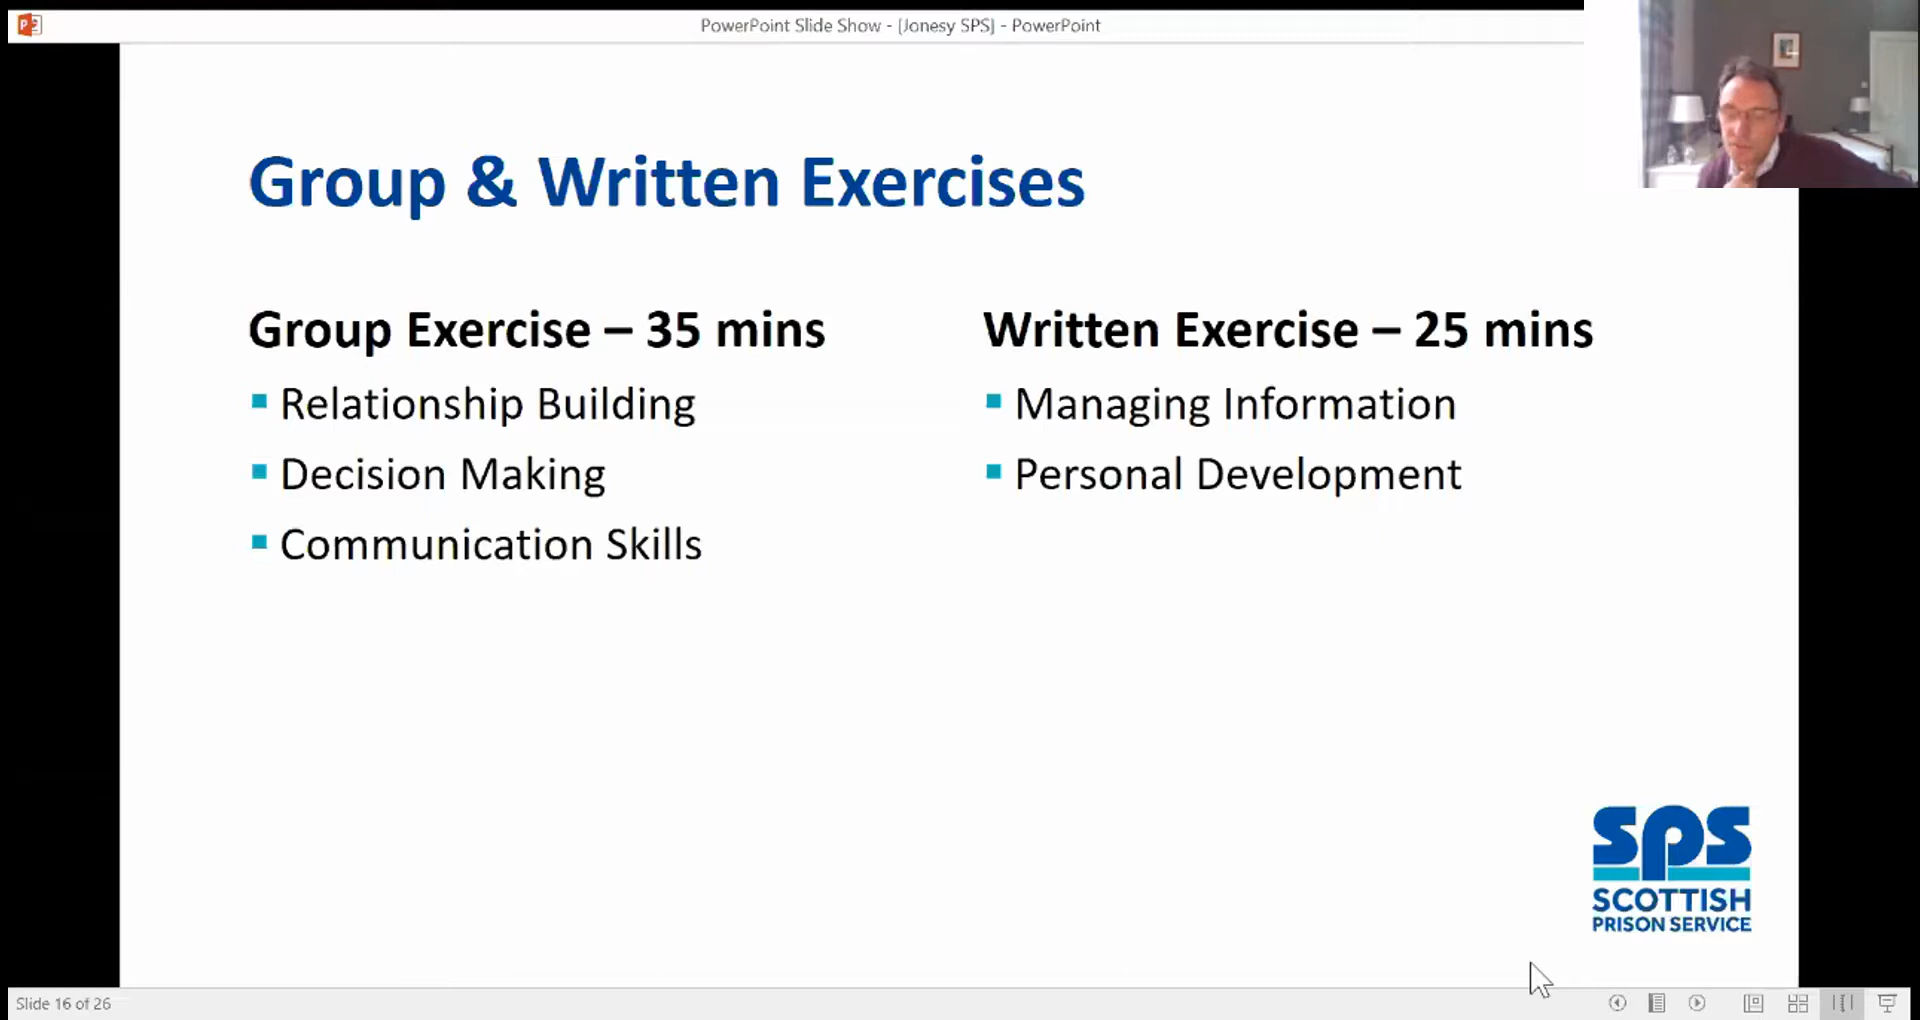 PowerPoint Slide Show - [Jonesy SPS] - PowerPoint
Group & Written Exercises
Group Exercise – 35 mins
Relationship Building
Decision Making
Communication Skills
Written Exercise – 25 mins
Managing Information
Personal Development
SPS
SCOTTISH
PRISON SERVICE
Slide 16 of 26